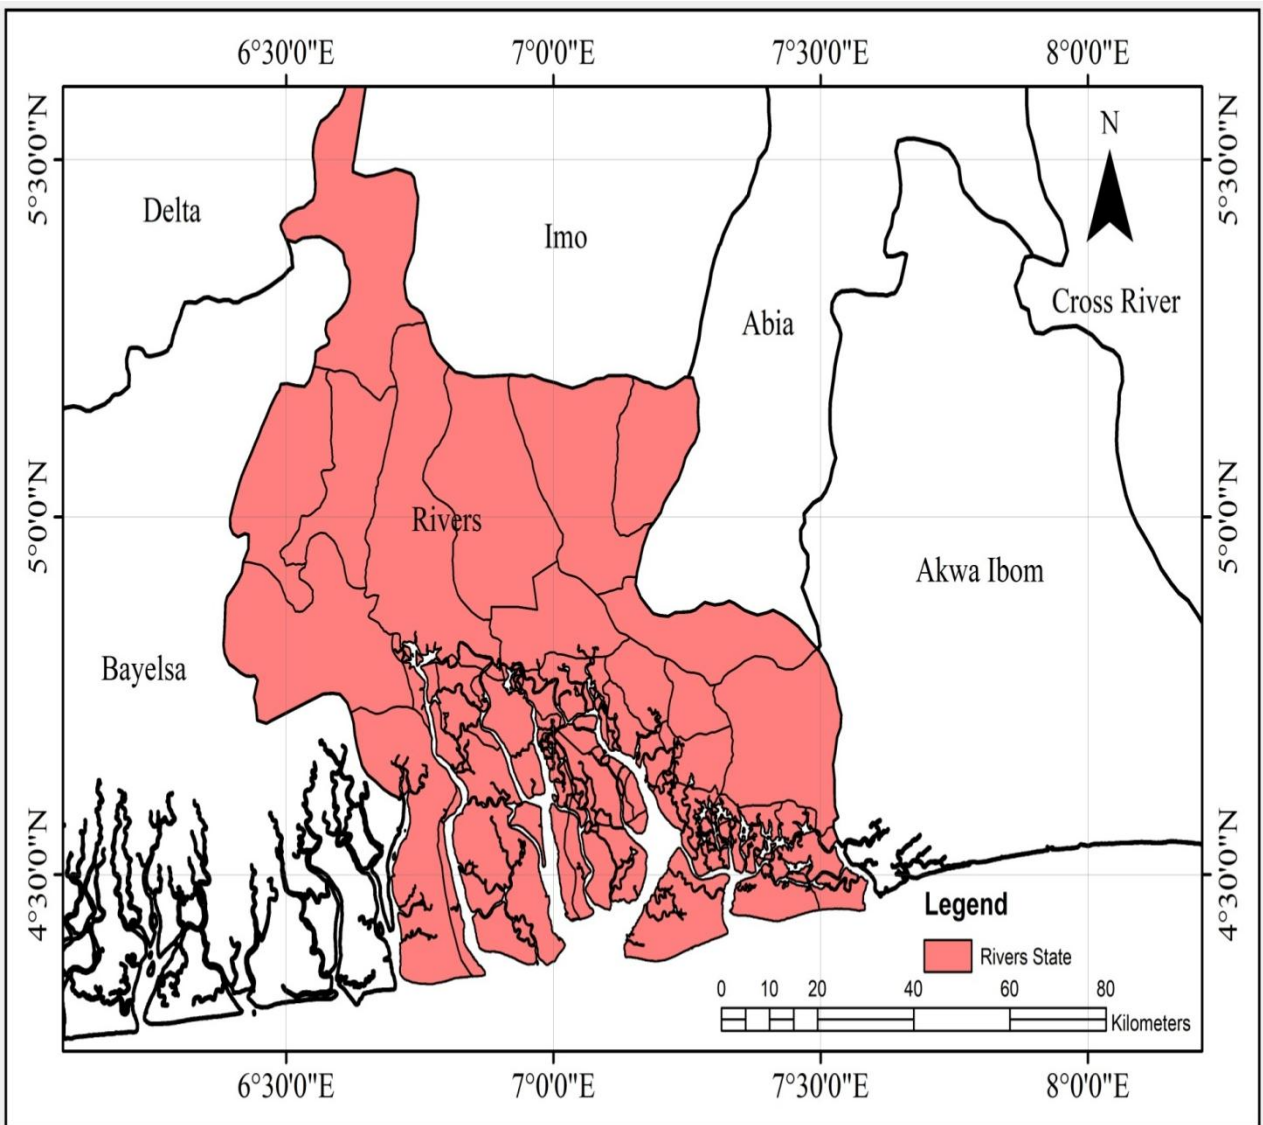 6°30'0"E 7°0'0"E 7°30'0"E 8°0'0"E
5°30'0"N
5°30'0"N
N
Delta
Imo
Cross River
Abia
5°0'0"N
5°0'0"N
Rivers
Akwa Ibom
Bayelsa
4°30'0"N
4°30'0"N
Legend
Rivers State
0 10 20 40 60 80
Kilometers
6°30'0"E 7°0'0"E 7°30'0"E 8°0'0"E